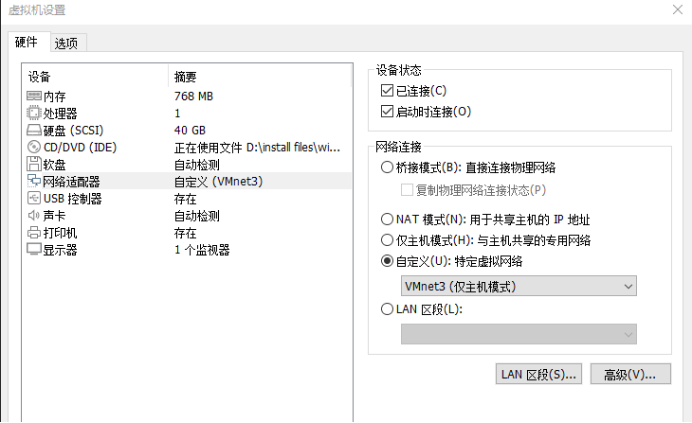 虚拟机设置
硬件 选项
设备 摘要
内存 768 MB
处理器 1
硬盘 (SCSI) 40 GB
CD/DVD (IDE) 正在使用文件 D:\install files\wi...
软盘 自动检测
网络适配器 自定义 (VMnet3)
USB 控制器 存在
声卡 自动检测
打印机 存在
显示器 1 个监视器
设备状态
已连接(C)
启动时连接(O)
网络连接
桥接模式(B): 直接连接物理网络
复制物理网络连接状态(P)
NAT 模式(N): 用于共享主机的 IP 地址
仅主机模式(H): 与主机共享的专用网络
自定义(U): 特定虚拟网络
VMnet3 (仅主机模式)
LAN 区段(L):
LAN 区段(S)... 高级(V)...